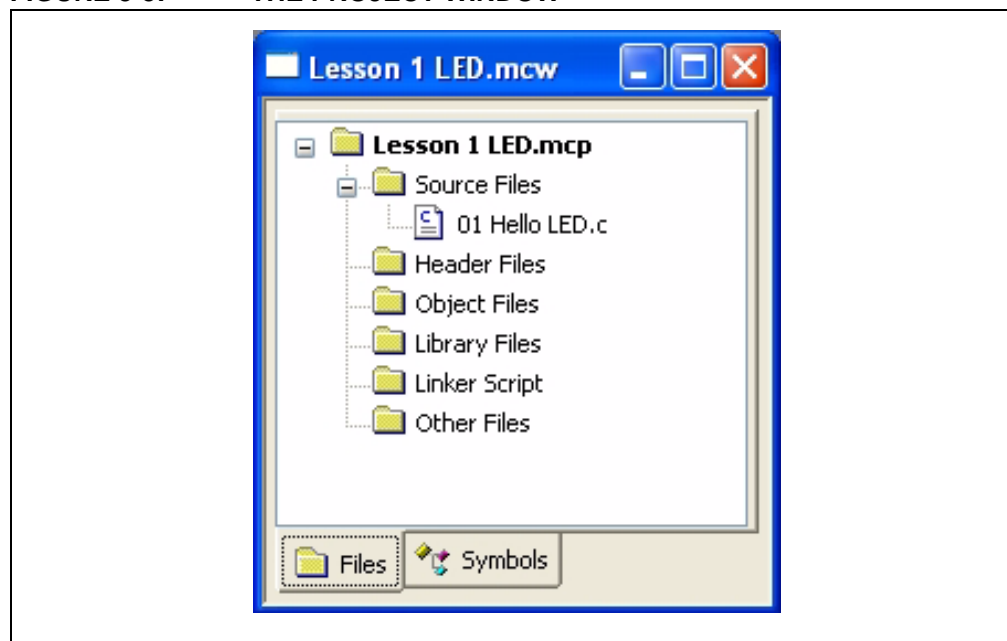 Lesson 1 LED.mcw
Lesson 1 LED.mcp
Source Files
01 Hello LED.c
Header Files
Object Files
Library Files
Linker Script
Other Files
Files
Symbols